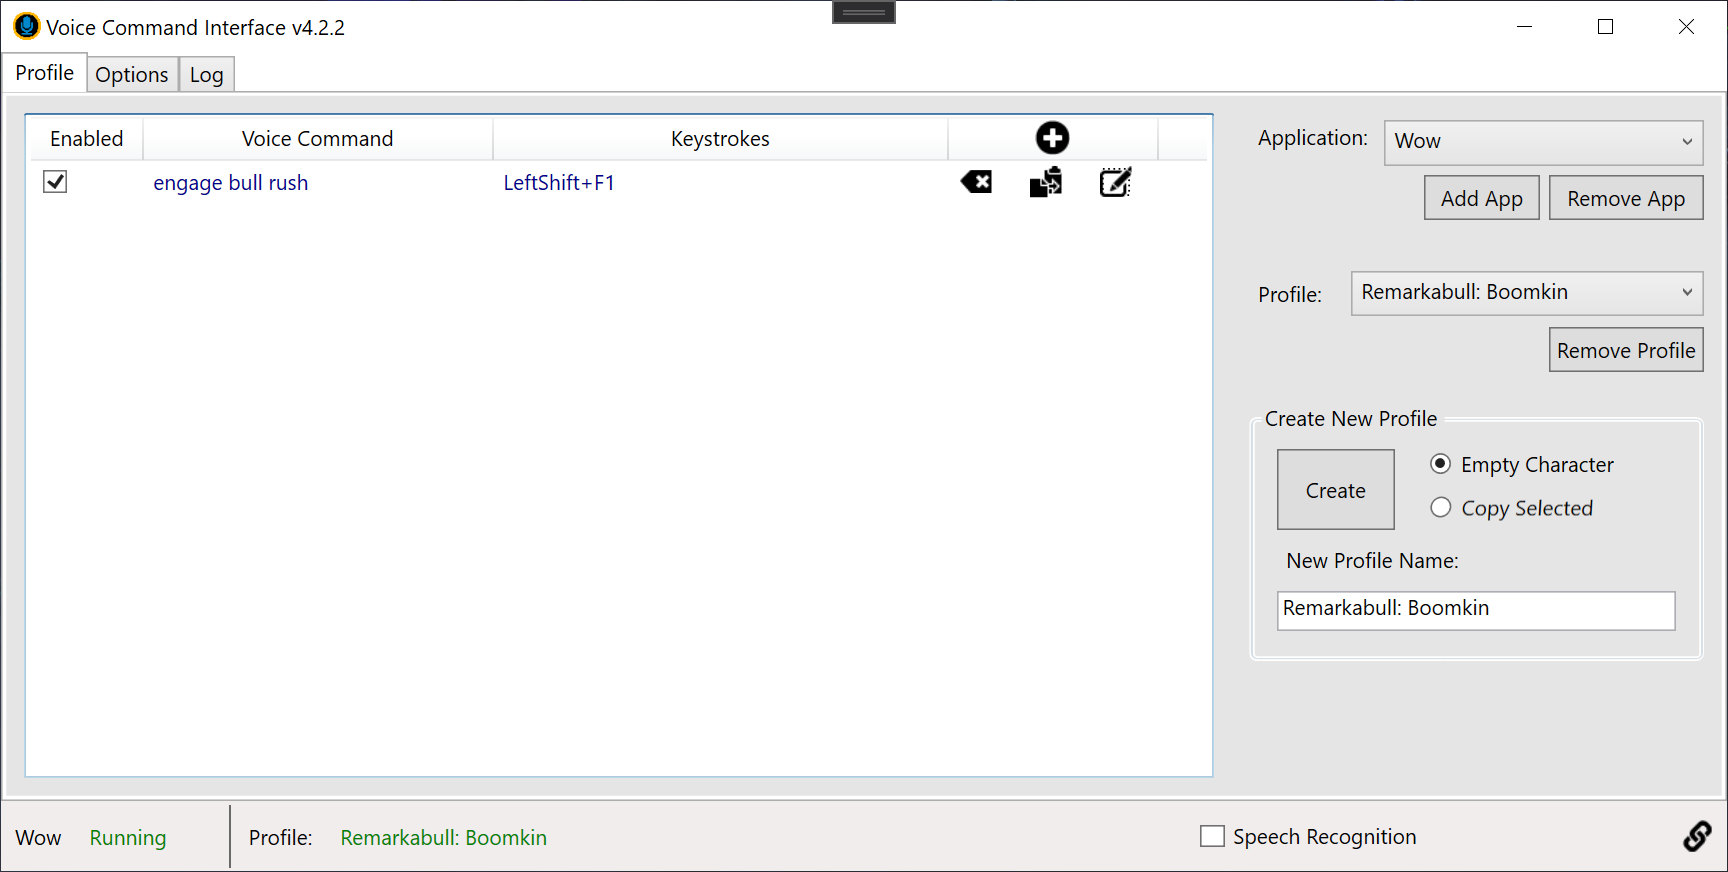 Voice Command Interface v4.2.2
Profile Options Log
Enabled Voice Command Keystrokes
engage bull rush LeftShift+F1
Application: Wow
Add App Remove App
Profile: Remarkabull: Boomkin
Remove Profile
Create New Profile
Create
Empty Character
Copy Selected
New Profile Name:
Remarkabull: Boomkin
Wow Running Profile: Remarkabull: Boomkin Speech Recognition